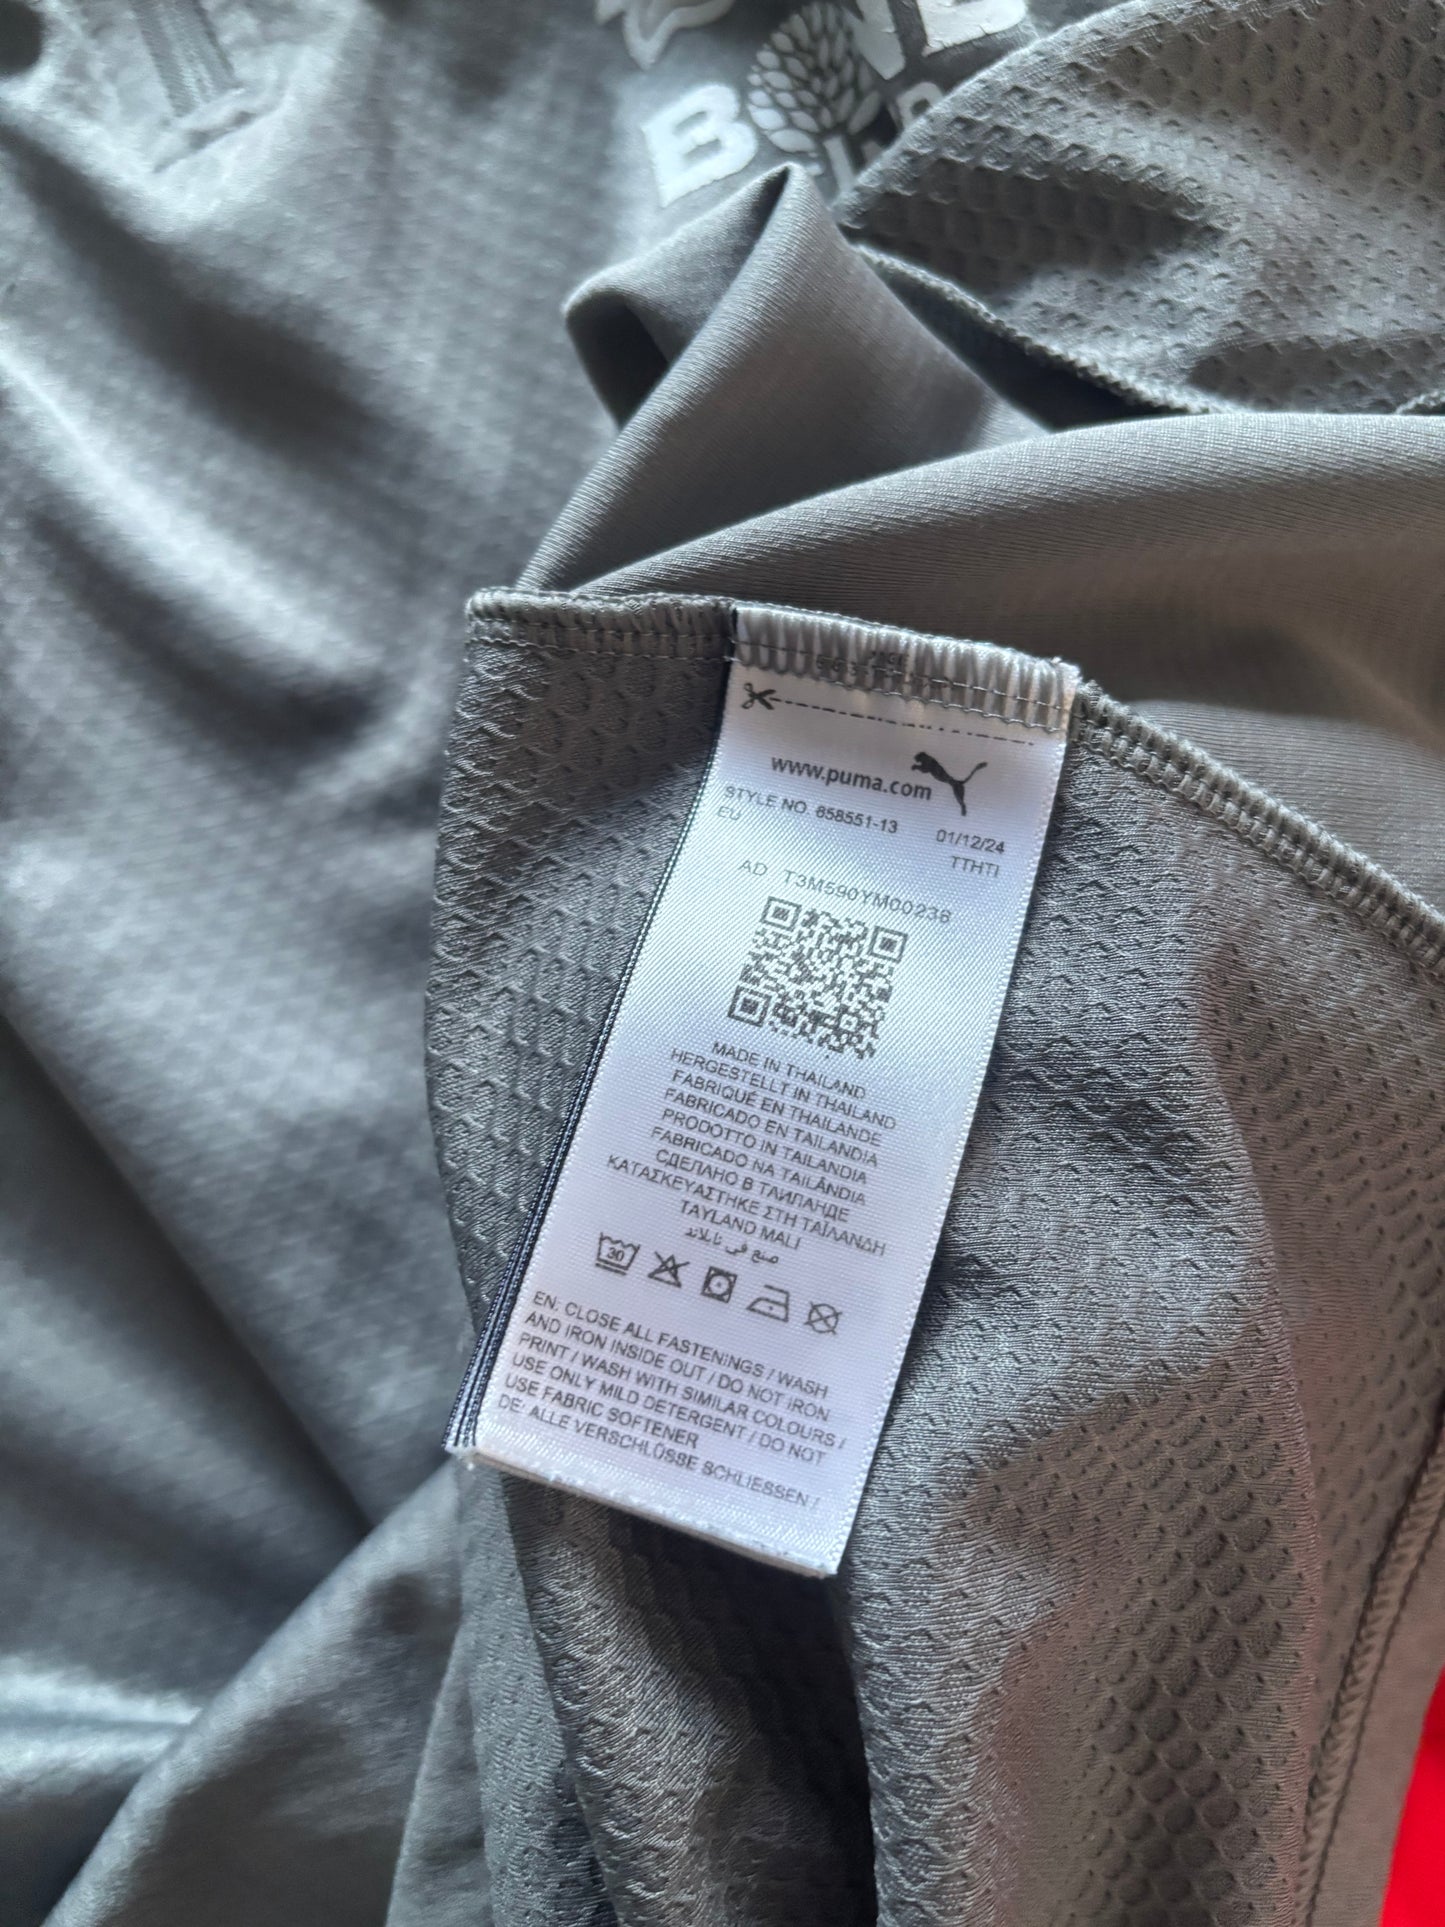 B
www.puma.com
STYLE NO. 858551-13 01/12/24
EU TTHTI
AD T3M590YM00236
MADE IN THAILAND
HERGESTELLT IN THAILAND
FABRIQUÉ EN THAILANDE
FABRICADO EN TAILANDIA
PRODOTTO IN TAILANDIA
FABRICADO NA TAILÂNDIA
СДЕЛАНО В ТАИЛАНДЕ
ΚΑΤΑΣΚΕΥΑΣΤΗΚΕ ΣΤΗ ΤΑΪΛΑΝΔΗ
TAYLAND MALI
صنع في تايلاند
30
EN: CLOSE ALL FASTENINGS / WASH
AND IRON INSIDE OUT / DO NOT IRON
PRINT / WASH WITH SIMILAR COLOURS /
USE ONLY MILD DETERGENT / DO NOT
USE FABRIC SOFTENER
DE: ALLE VERSCHLÜSSE SCHLIESSEN /